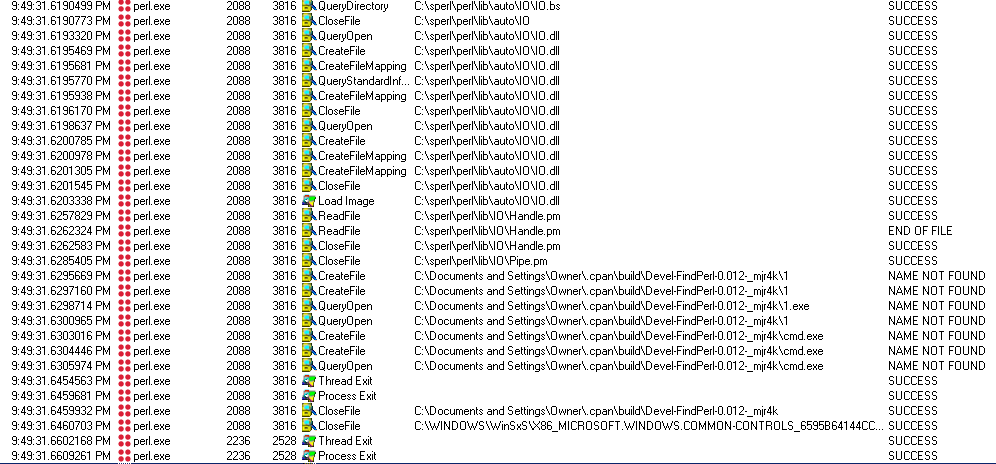 9:49:31.6190499 PM perl.exe 2088 3816 QueryDirectory C:\sperl\perl\lib\auto\IO\IO.bs SUCCESS
9:49:31.6190773 PM perl.exe 2088 3816 CloseFile C:\sperl\perl\lib\auto\IO SUCCESS
9:49:31.6193320 PM perl.exe 2088 3816 QueryOpen C:\sperl\perl\lib\auto\IO\IO.dll SUCCESS
9:49:31.6195469 PM perl.exe 2088 3816 CreateFile C:\sperl\perl\lib\auto\IO\IO.dll SUCCESS
9:49:31.6195681 PM perl.exe 2088 3816 CreateFileMapping C:\sperl\perl\lib\auto\IO\IO.dll SUCCESS
9:49:31.6195770 PM perl.exe 2088 3816 QueryStandardInf... C:\sperl\perl\lib\auto\IO\IO.dll SUCCESS
9:49:31.6195938 PM perl.exe 2088 3816 CreateFileMapping C:\sperl\perl\lib\auto\IO\IO.dll SUCCESS
9:49:31.6196170 PM perl.exe 2088 3816 CloseFile C:\sperl\perl\lib\auto\IO\IO.dll SUCCESS
9:49:31.6198637 PM perl.exe 2088 3816 QueryOpen C:\sperl\perl\lib\auto\IO\IO.dll SUCCESS
9:49:31.6200785 PM perl.exe 2088 3816 CreateFile C:\sperl\perl\lib\auto\IO\IO.dll SUCCESS
9:49:31.6200978 PM perl.exe 2088 3816 CreateFileMapping C:\sperl\perl\lib\auto\IO\IO.dll SUCCESS
9:49:31.6201305 PM perl.exe 2088 3816 CreateFileMapping C:\sperl\perl\lib\auto\IO\IO.dll SUCCESS
9:49:31.6201545 PM perl.exe 2088 3816 CloseFile C:\sperl\perl\lib\auto\IO\IO.dll SUCCESS
9:49:31.6203338 PM perl.exe 2088 3816 Load Image C:\sperl\perl\lib\auto\IO\IO.dll SUCCESS
9:49:31.6257829 PM perl.exe 2088 3816 ReadFile C:\sperl\perl\lib\IO\Handle.pm SUCCESS
9:49:31.6262324 PM perl.exe 2088 3816 ReadFile C:\sperl\perl\lib\IO\Handle.pm END OF FILE
9:49:31.6262583 PM perl.exe 2088 3816 CloseFile C:\sperl\perl\lib\IO\Handle.pm SUCCESS
9:49:31.6285405 PM perl.exe 2088 3816 CloseFile C:\sperl\perl\lib\IO\Pipe.pm SUCCESS
9:49:31.6295669 PM perl.exe 2088 3816 CreateFile C:\Documents and Settings\Owner\.cpan\build\Devel-FindPerl-0.012-_mjr4k\1 NAME NOT FOUND
9:49:31.6297160 PM perl.exe 2088 3816 CreateFile C:\Documents and Settings\Owner\.cpan\build\Devel-FindPerl-0.012-_mjr4k\1 NAME NOT FOUND
9:49:31.6298714 PM perl.exe 2088 3816 QueryOpen C:\Documents and Settings\Owner\.cpan\build\Devel-FindPerl-0.012-_mjr4k\1.exe NAME NOT FOUND
9:49:31.6300965 PM perl.exe 2088 3816 QueryOpen C:\Documents and Settings\Owner\.cpan\build\Devel-FindPerl-0.012-_mjr4k\1 NAME NOT FOUND
9:49:31.6303016 PM perl.exe 2088 3816 CreateFile C:\Documents and Settings\Owner\.cpan\build\Devel-FindPerl-0.012-_mjr4k\cmd.exe NAME NOT FOUND
9:49:31.6304446 PM perl.exe 2088 3816 CreateFile C:\Documents and Settings\Owner\.cpan\build\Devel-FindPerl-0.012-_mjr4k\cmd.exe NAME NOT FOUND
9:49:31.6305974 PM perl.exe 2088 3816 QueryOpen C:\Documents and Settings\Owner\.cpan\build\Devel-FindPerl-0.012-_mjr4k\cmd.exe NAME NOT FOUND
9:49:31.6454563 PM perl.exe 2088 3816 Thread Exit SUCCESS
9:49:31.6459681 PM perl.exe 2088 3816 Process Exit SUCCESS
9:49:31.6459932 PM perl.exe 2088 3816 CloseFile C:\Documents and Settings\Owner\.cpan\build\Devel-FindPerl-0.012-_mjr4k SUCCESS
9:49:31.6460703 PM perl.exe 2088 3816 CloseFile C:\WINDOWS\WinSxS\X86_MICROSOFT.WINDOWS.COMMON-CONTROLS_6595B64144CC... SUCCESS
9:49:31.6602168 PM perl.exe 2236 2528 Thread Exit SUCCESS
9:49:31.6609261 PM perl.exe 2236 2528 Process Exit SUCCESS